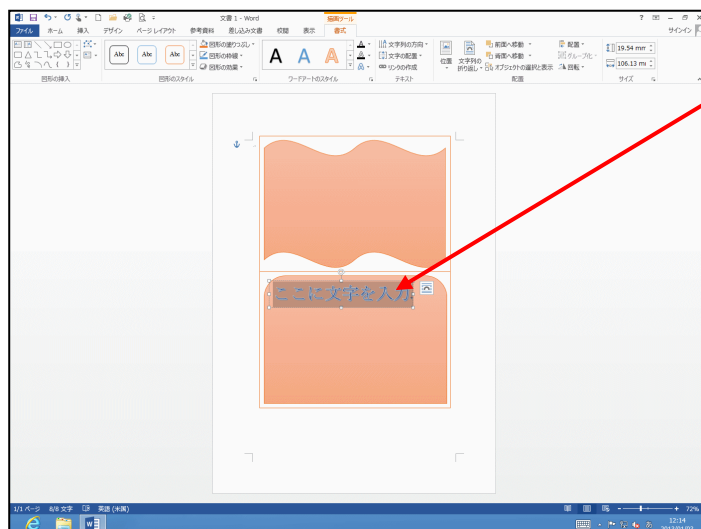 文書 1 - Word
描画ツール
ファイル ホーム 挿入 デザイン ページ レイアウト 参考資料 差し込み文書 校閲 表示 書式
サインイン
Abc Abc Abc
図形の塗りつぶし
図形の枠線
図形の効果
A A A
文字列の方向
文字の配置
リンクの作成
位置
文字列の
折り返し
前面へ移動
背面へ移動
オブジェクトの選択と表示
配置
グループ化
回転
19.54 mm
106.13 mm
図形の挿入 図形のスタイル ワードアートのスタイル テキスト 配置 サイズ
ここに文字を入力
1/1 ページ 8/8 文字 英語 (米国)
72%
12:14